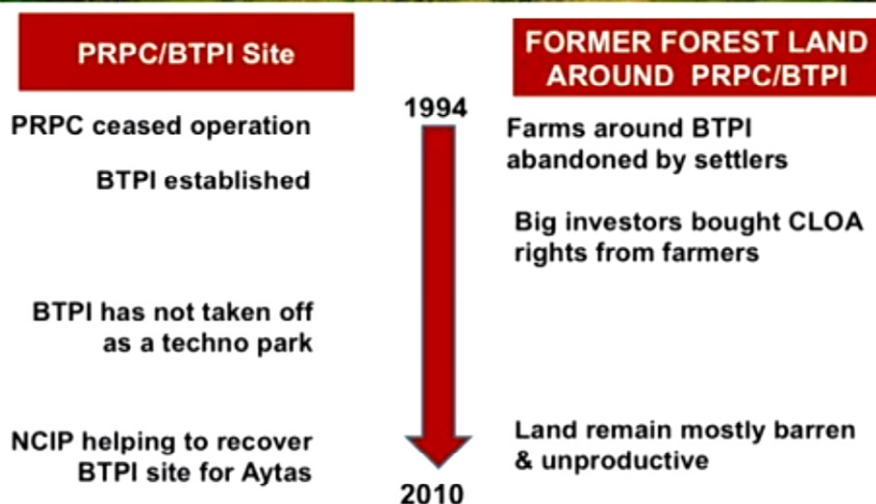 PRPC/BTPI Site
PRPC ceased operation
BTPI established
BTPI has not taken off
as a techno park
NCIP helping to recover
BTPI site for Aytas
1994
2010
FORMER FOREST LAND
AROUND PRPC/BTPI
Farms around BTPI
abandoned by settlers
Big investors bought CLOA
rights from farmers
Land remain mostly barren
& unproductive